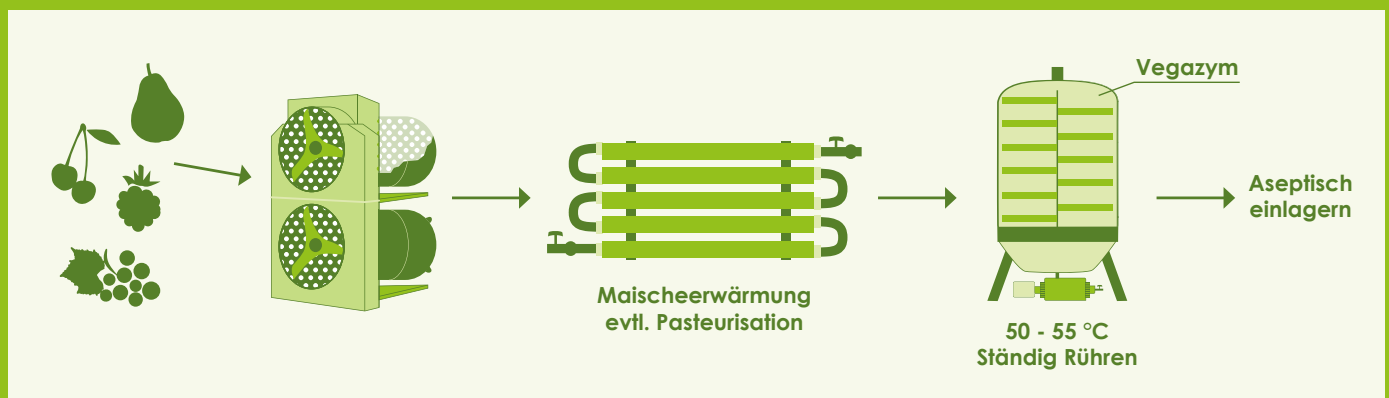 Vegazym
Aseptisch
einlagern
Maischeerwärmung
evtl. Pasteurisation
50 - 55 °C
Ständig Rühren